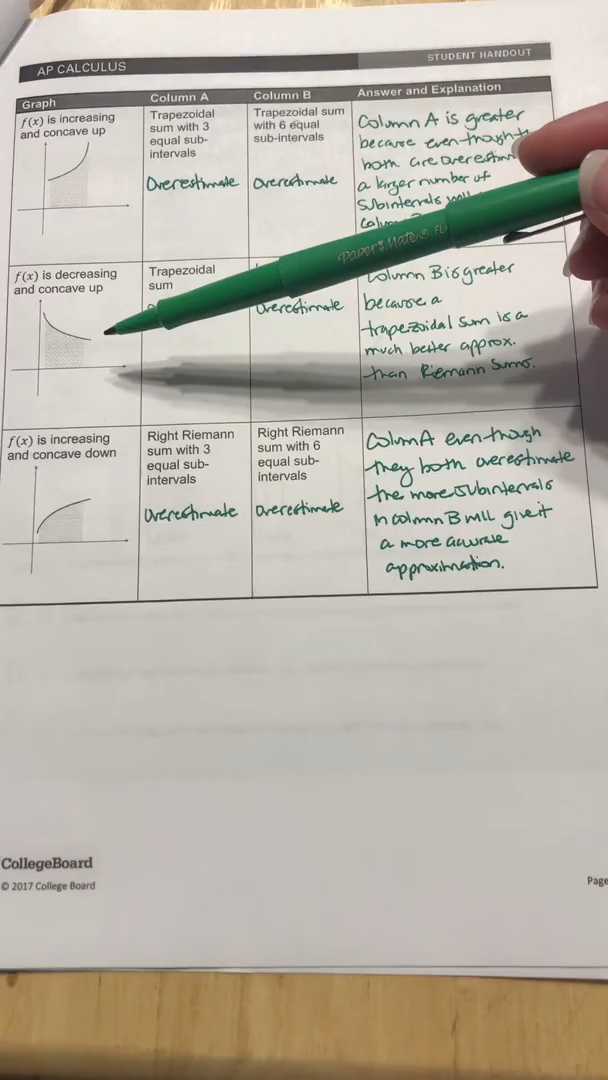 AP CALCULUS
STUDENT HANDOUT
Graph
Column A
Column B
Answer and Explanation
f(x) is increasing
and concave up
Trapezoidal
sum with 3
equal sub-
intervals
Overestimate
Trapezoidal sum
with 6 equal
sub-intervals
Overestimate
Column A is greater
because even though
both are
a larger number of
Subintervals
f(x) is decreasing
and concave up
Trapezoidal
sum
overestimate
Column B is greater
because a
trapezoidal sum is a
much better approx.
than Riemann Sums.
f(x) is increasing
and concave down
Right Riemann
sum with 3
equal sub-
intervals
Overestimate
Right Riemann
sum with 6
equal sub-
intervals
Overestimate
Column A even though
they both overestimate
the more subintervals
in column B will give it
a more accurate
approximation.
Paper Mate FL
CollegeBoard
© 2017 College Board
Page